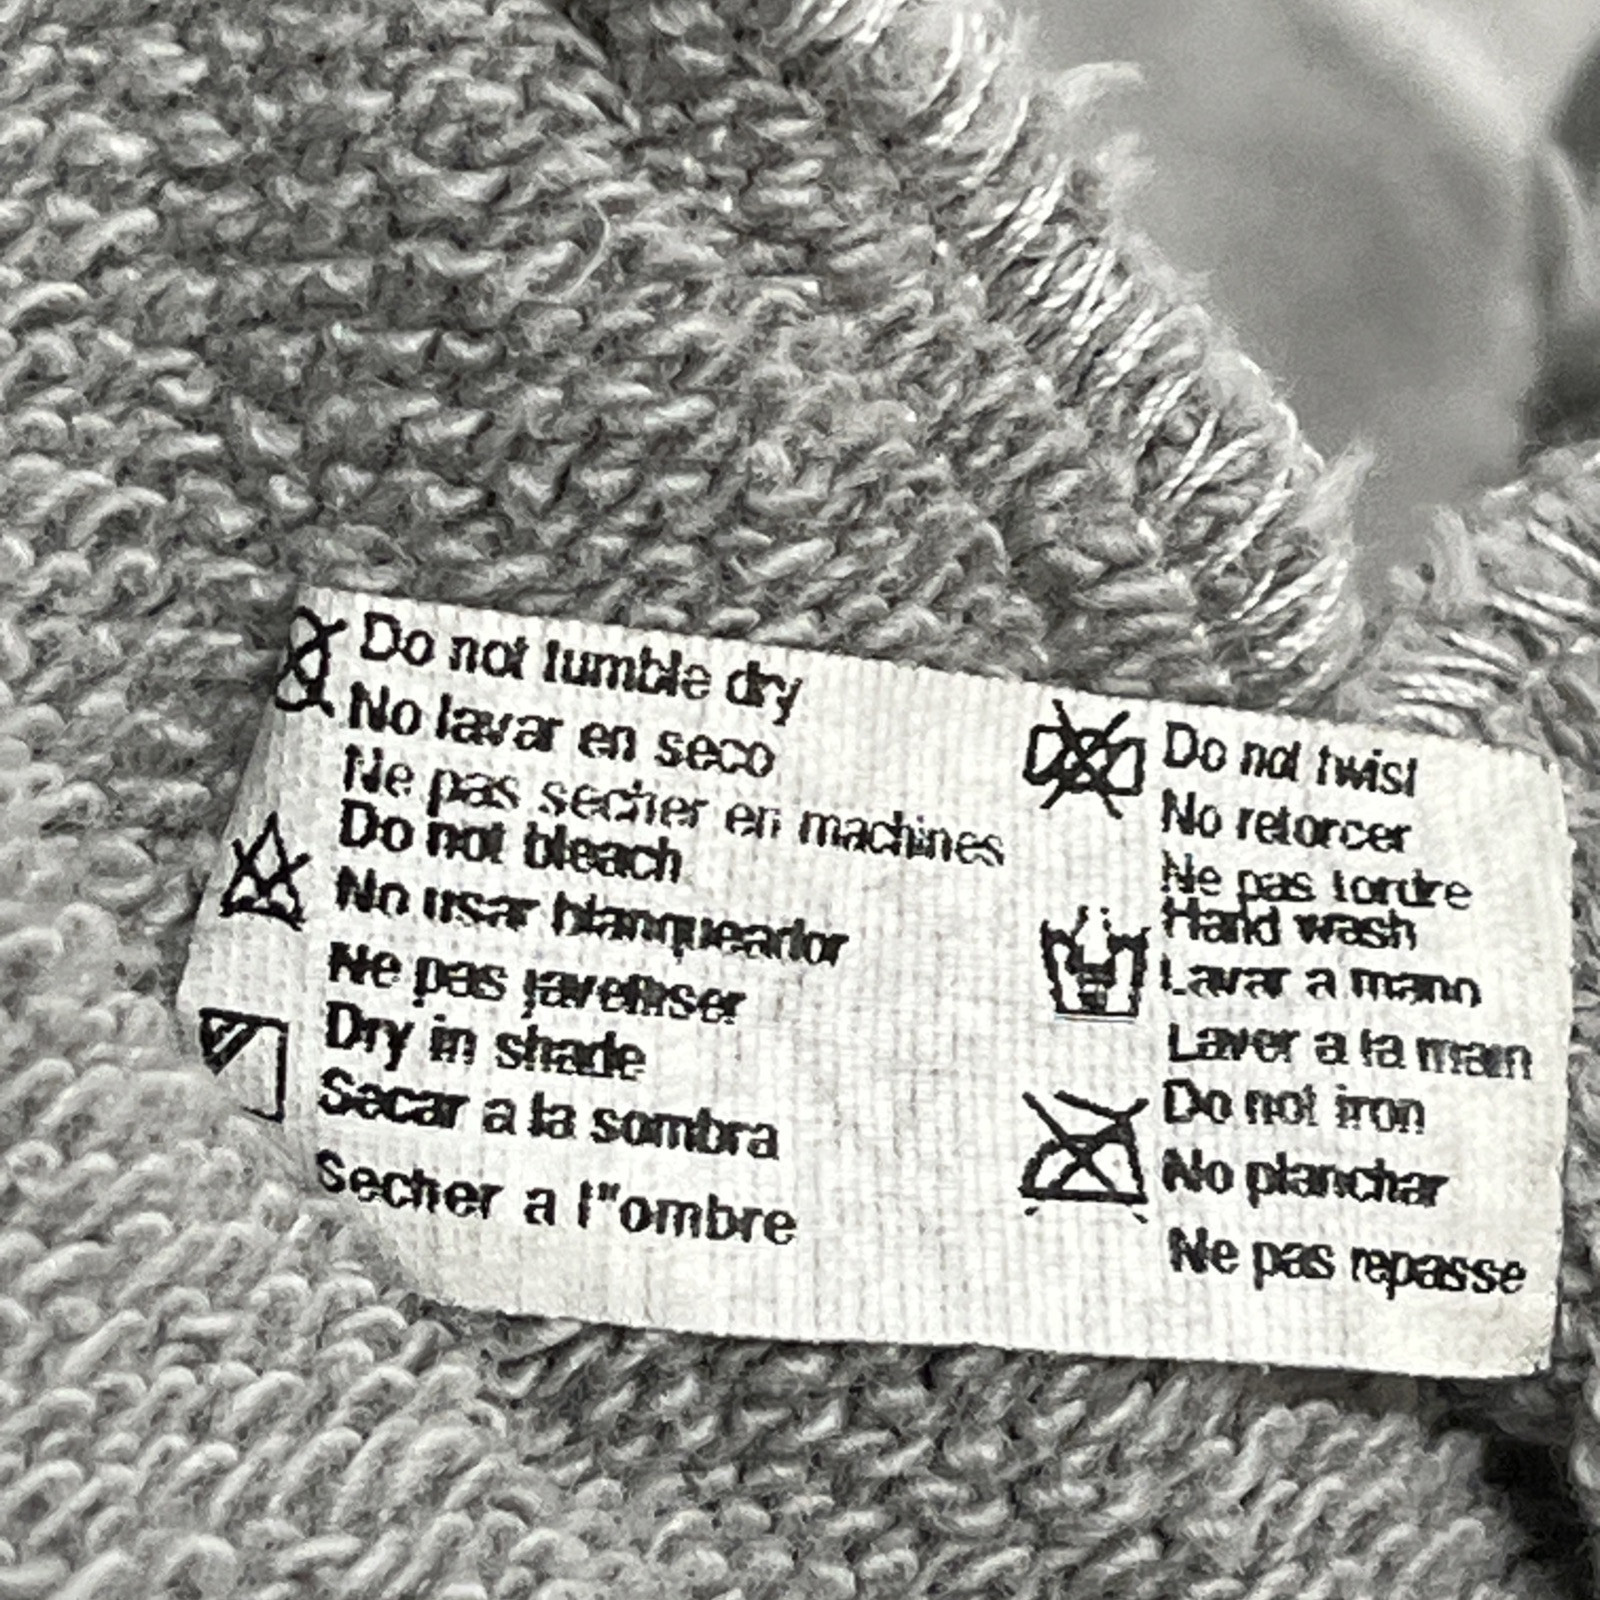 Do not tumble dry
No lavar en seco
Ne pas secher en machines
Do not bleach
No usar blanqueador
Ne pas javelliser
Dry in shade
Secar a la sombra
Secher a l"ombre
Do not twist
No retorcer
Ne pas tordre
Hand wash
Lavar a mano
Laver a la main
Do not iron
No planchar
Ne pas repasse